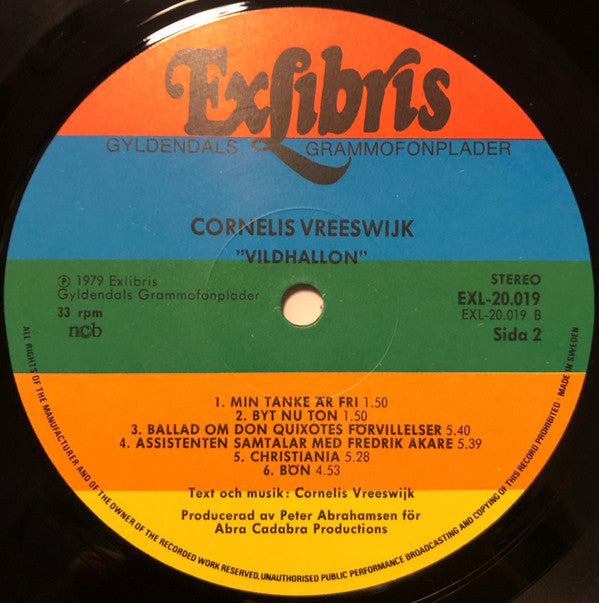 Exlibris
GYLDENDALS GRAMMOFONPLADER
CORNELIS VREESWIJK
"VILDHALLON"
℗ 1979 Exlibris
Gyldendals Grammofonplader
33 rpm
ncb
STEREO
EXL-20.019
EXL-20.019 B
Sida 2
1. MIN TANKE ÄR FRI 1.50
2. BYT NU TON 1.50
3. BALLAD OM DON QUIXOTES FÖRVILLELSER 5.40
4. ASSISTENTEN SAMTALAR MED FREDRIK ÅKARE 5.39
5. CHRISTIANIA 5.28
6. BÖN 4.53
Text och musik: Cornelis Vreeswijk
Producerad av Peter Abrahamsen för
Abra Cadabra Productions
ALL RIGHTS OF THE MANUFACTURER AND OF THE OWNER OF THE RECORDED WORK RESERVED, UNAUTHORISED PUBLIC PERFORMANCE BROADCASTING AND COPYING OF THIS RECORD PROHIBITED · MADE IN SWEDEN